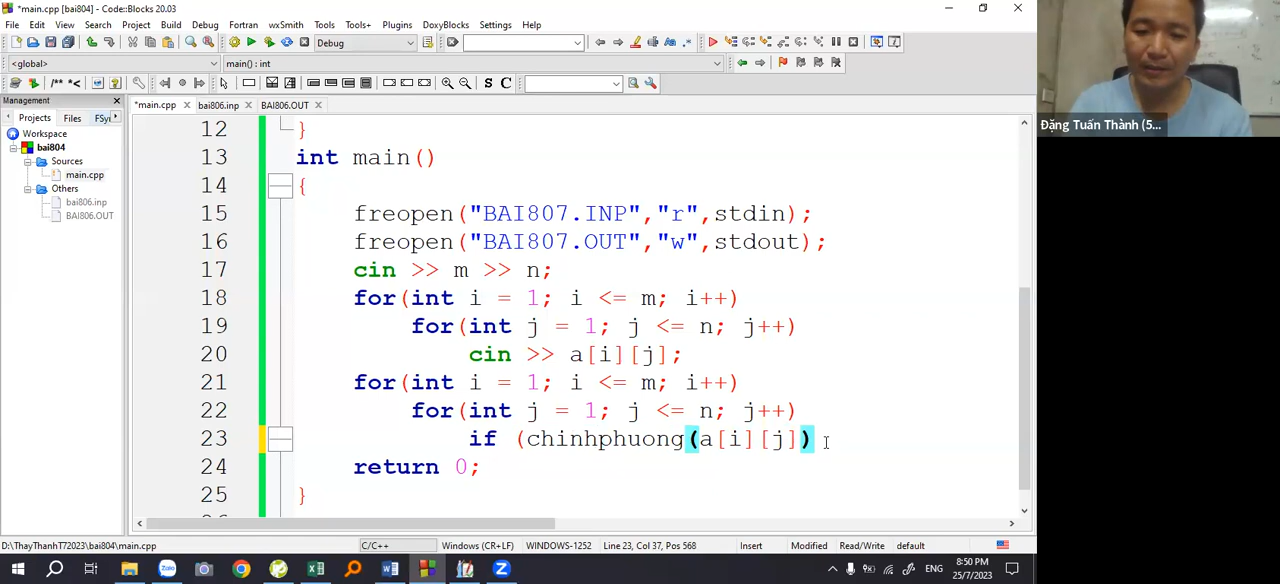 *main.cpp [bai804] - Code::Blocks 20.03
File Edit View Search Project Build Debug Fortran wxSmith Tools Tools+ Plugins DoxyBlocks Settings Help
Debug
<global> main() : int
/** *<
S C
Management
Projects Files FSy
*main.cpp bai806.inp BAI806.OUT
Workspace
bai804
Sources
main.cpp
Others
bai806.inp
BAI806.OUT
12 }
13 int main()
14 {
15 freopen("BAI807.INP","r",stdin);
16 freopen("BAI807.OUT","w",stdout);
17 cin >> m >> n;
18 for(int i = 1; i <= m; i++)
19 for(int j = 1; j <= n; j++)
20 cin >> a[i][j];
21 for(int i = 1; i <= m; i++)
22 for(int j = 1; j <= n; j++)
23 if (chinhphuong(a[i][j])
24 return 0;
25 }
Đặng Tuấn Thành (5...
D:\ThayThanhT72023\bai804\main.cpp C/C++ Windows (CR+LF) WINDOWS-1252 Line 23, Col 37, Pos 568 Insert Modified Read/Write default
Zalo
ENG
8:50 PM
25/7/2023